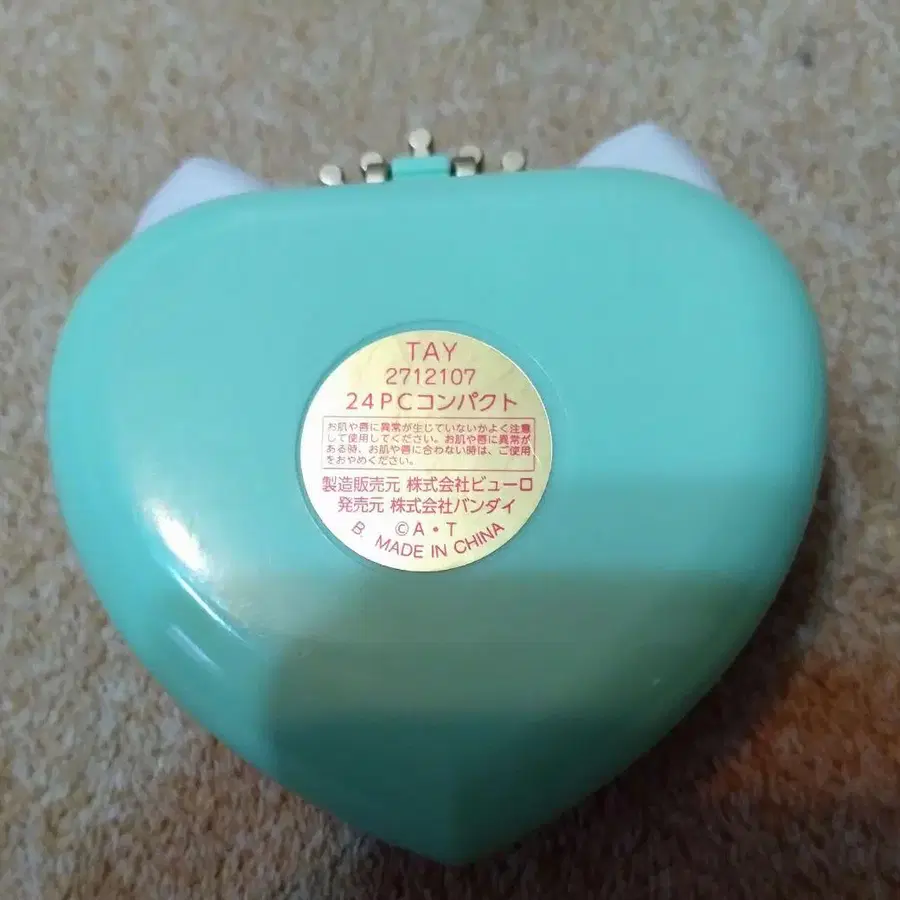 TAY
2712107
24PCコンパクト
お肌や唇に異常が生じていないかよく注意
して使用してください。お肌や唇に異常が
ある時、お肌や唇に合わない時は、ご使用
をおやめください。
製造販売元 株式会社ビューロ
発売元 株式会社バンダイ
©A・T
B. MADE IN CHINA